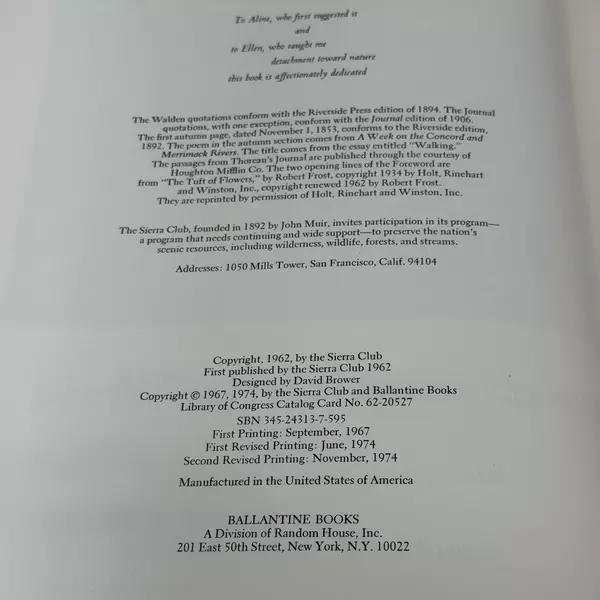 To Aline, who first suggested it
and
to Ellen, who taught me
detachment toward nature
this book is affectionately dedicated
The Walden quotations conform with the Riverside Press edition of 1894. The Journal
quotations, with one exception, conform with the Journal edition of 1906.
The first autumn page, dated November 1, 1853, conforms to the Riverside edition,
1892. The poem in the autumn section comes from A Week on the Concord and
Merrimack Rivers. The title comes from the essay entitled "Walking."
The passages from Thoreau's Journal are published through the courtesy of
Houghton Mifflin Co. The two opening lines of the Foreword are
from "The Tuft of Flowers," by Robert Frost, copyright 1934 by Holt, Rinehart
and Winston, Inc., copyright renewed 1962 by Robert Frost.
They are reprinted by permission of Holt, Rinehart and Winston, Inc.
The Sierra Club, founded in 1892 by John Muir, invites participation in its program—
a program that needs continuing and wide support—to preserve the nation's
scenic resources, including wilderness, wildlife, forests, and streams.
Addresses: 1050 Mills Tower, San Francisco, Calif. 94104
Copyright, 1962, by the Sierra Club
First published by the Sierra Club 1962
Designed by David Brower
Copyright © 1967, 1974, by the Sierra Club and Ballantine Books
Library of Congress Catalog Card No. 62-20527
SBN 345-24313-7-595
First Printing: September, 1967
First Revised Printing: June, 1974
Second Revised Printing: November, 1974
Manufactured in the United States of America
BALLANTINE BOOKS
A Division of Random House, Inc.
201 East 50th Street, New York, N.Y. 10022